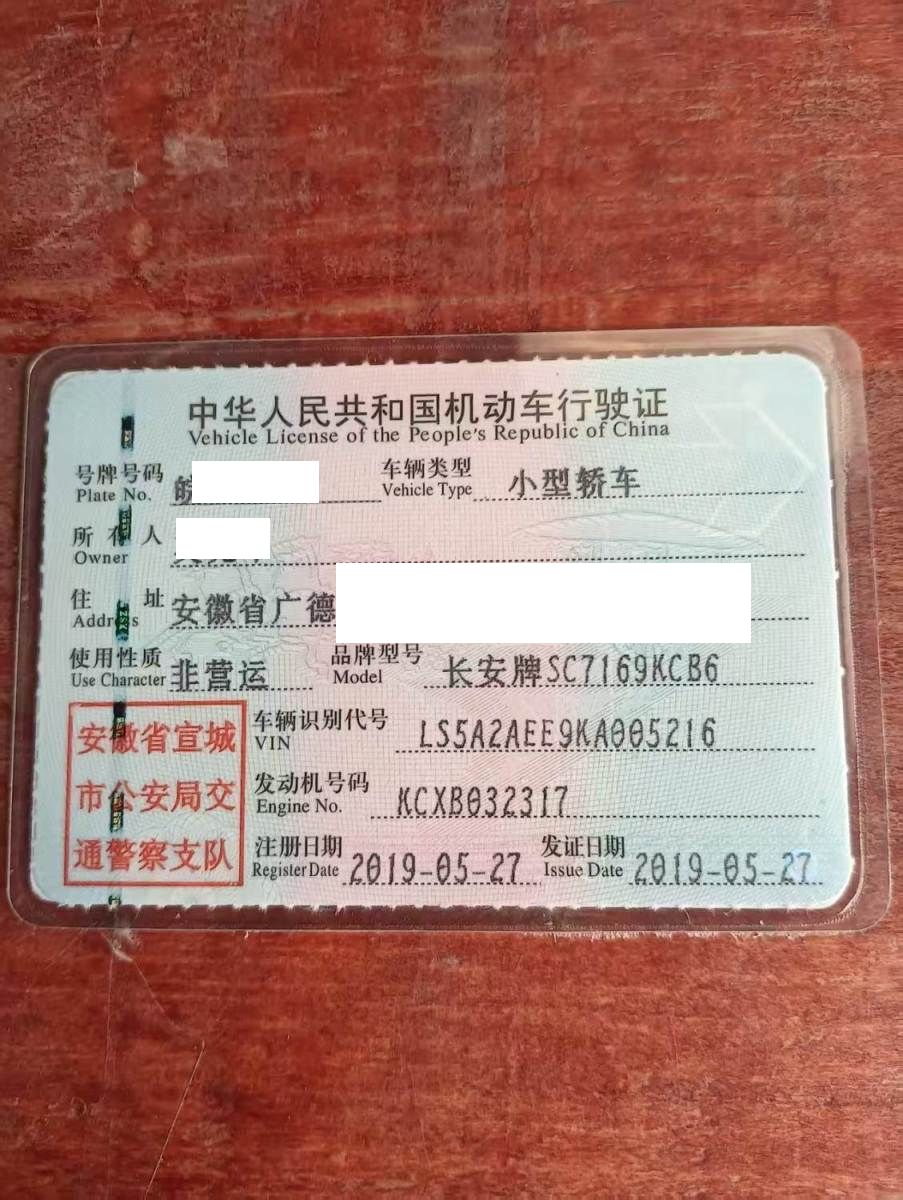 中华人民共和国机动车行驶证
Vehicle License of the People's Republic of China
号牌号码 皖 车辆类型 小型轿车
Plate No. Vehicle Type
所有人
Owner
住址 安徽省广德
Address
使用性质 非营运 品牌型号 长安牌SC7169KCB6
Use Character Model
安徽省宣城 车辆识别代号 LS5A2AEE9KA005216
VIN
市公安局交 发动机号码 KCXB032317
Engine No.
通警察支队 注册日期 2019-05-27 发证日期 2019-05-27
Register Date Issue Date